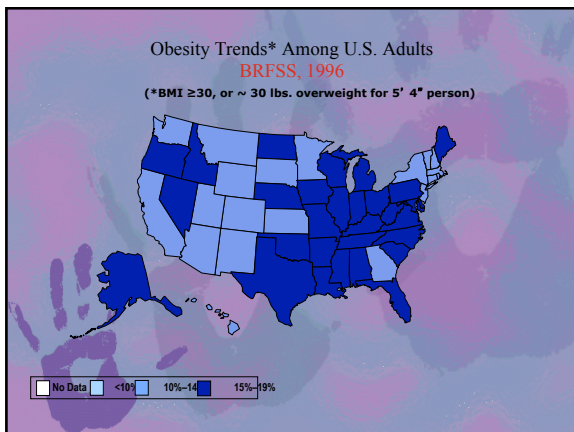 Obesity Trends* Among U.S. Adults
BRFSS, 1996
(*BMI ≥30, or ~ 30 lbs. overweight for 5' 4" person)
No Data <10% 10%–14 15%–19%